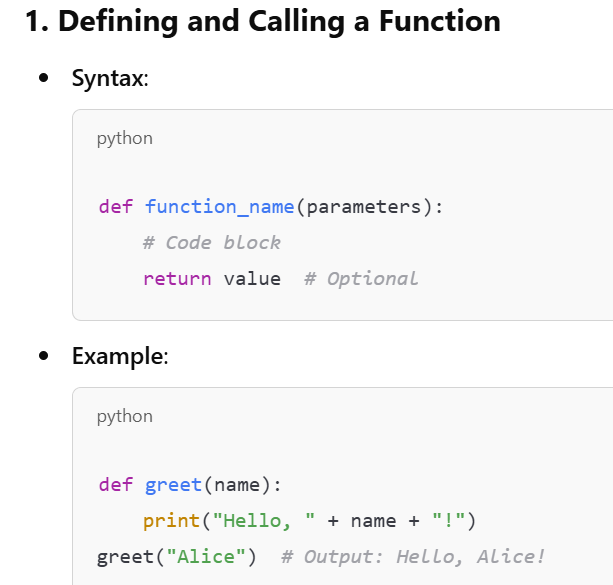 1. Defining and Calling a Function
• Syntax:
python
def function_name(parameters):
    # Code block
    return value  # Optional
• Example:
python
def greet(name):
    print("Hello, " + name + "!")
greet("Alice")  # Output: Hello, Alice!